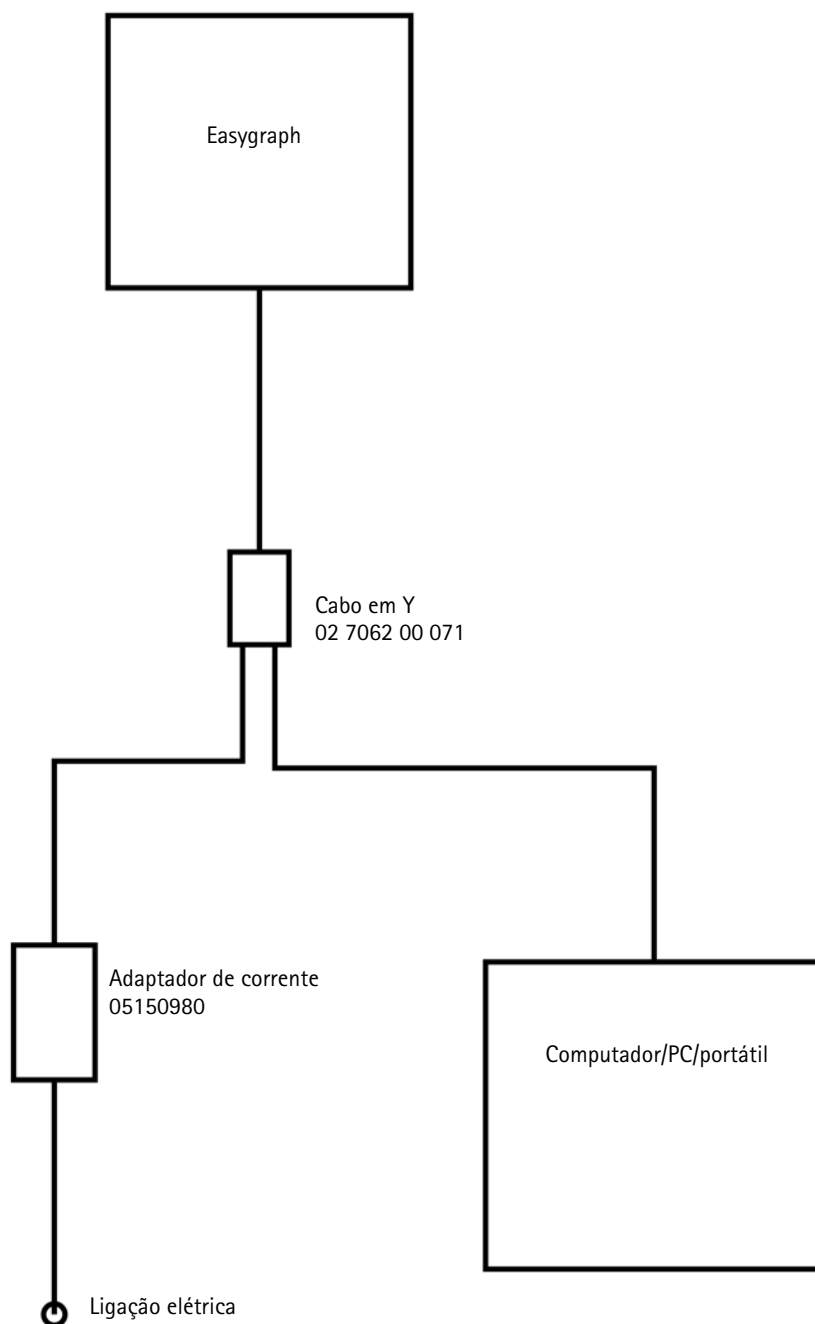 Easygraph
Cabo em Y
02 7062 00 071
Adaptador de corrente
05150980
Computador/PC/portátil
Ligação elétrica